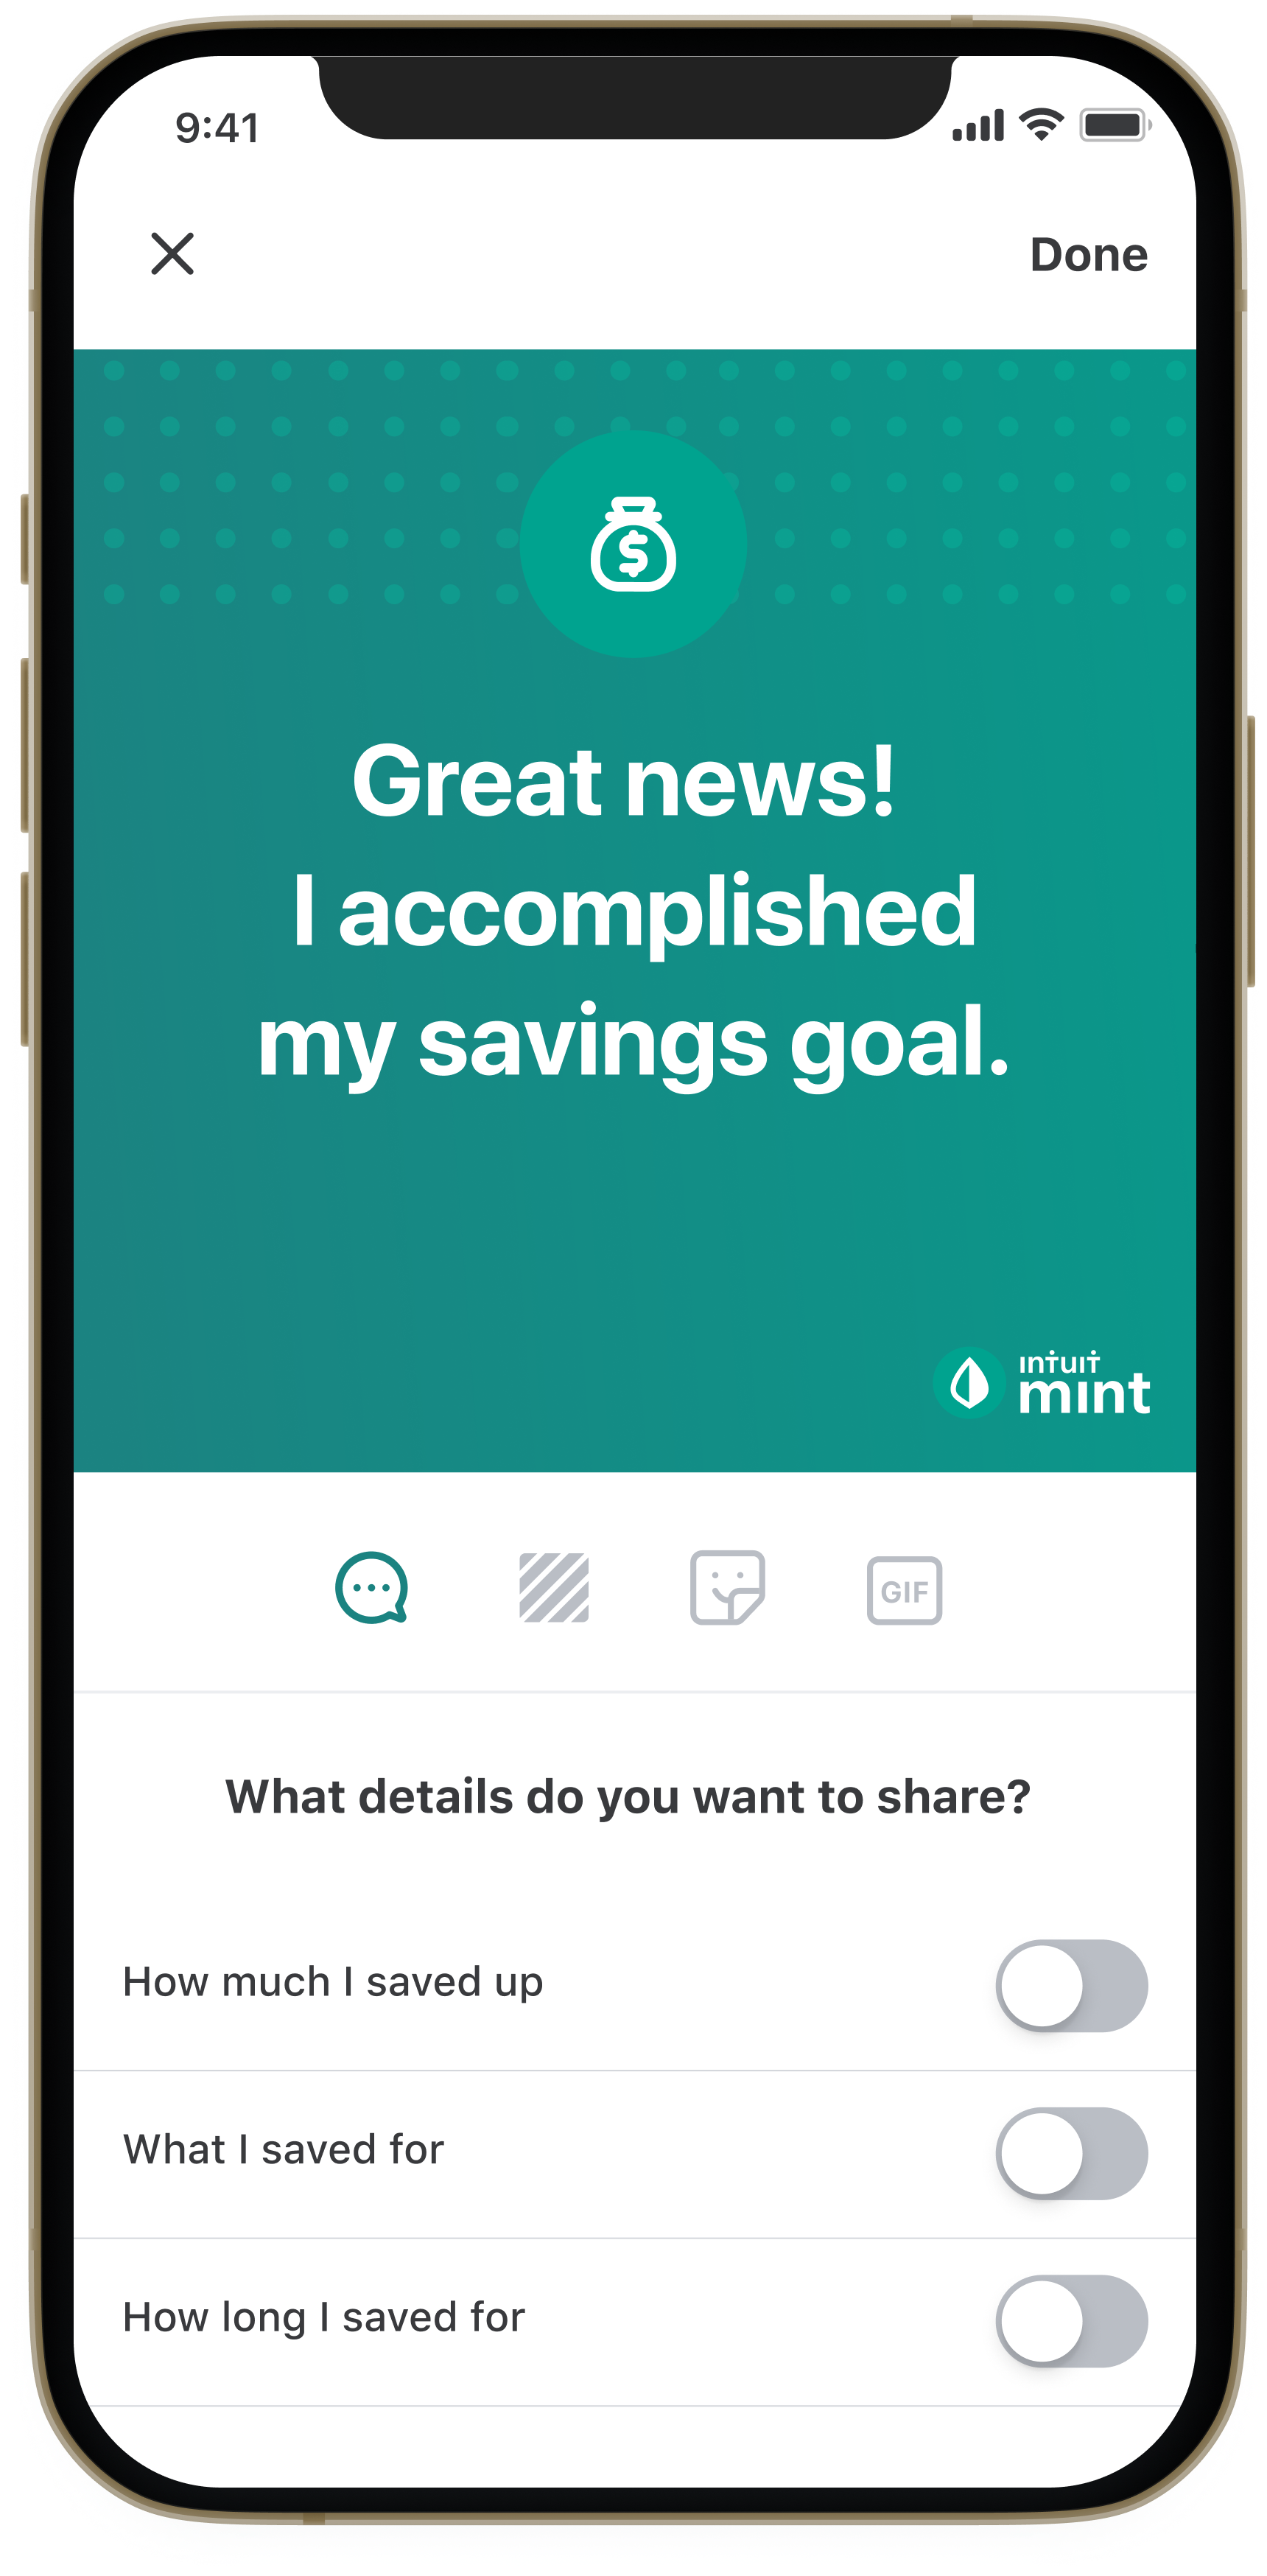 9:41
Done
Great news!
I accomplished
my savings goal.
intuit
mint
GIF
What details do you want to share?
How much I saved up
What I saved for
How long I saved for